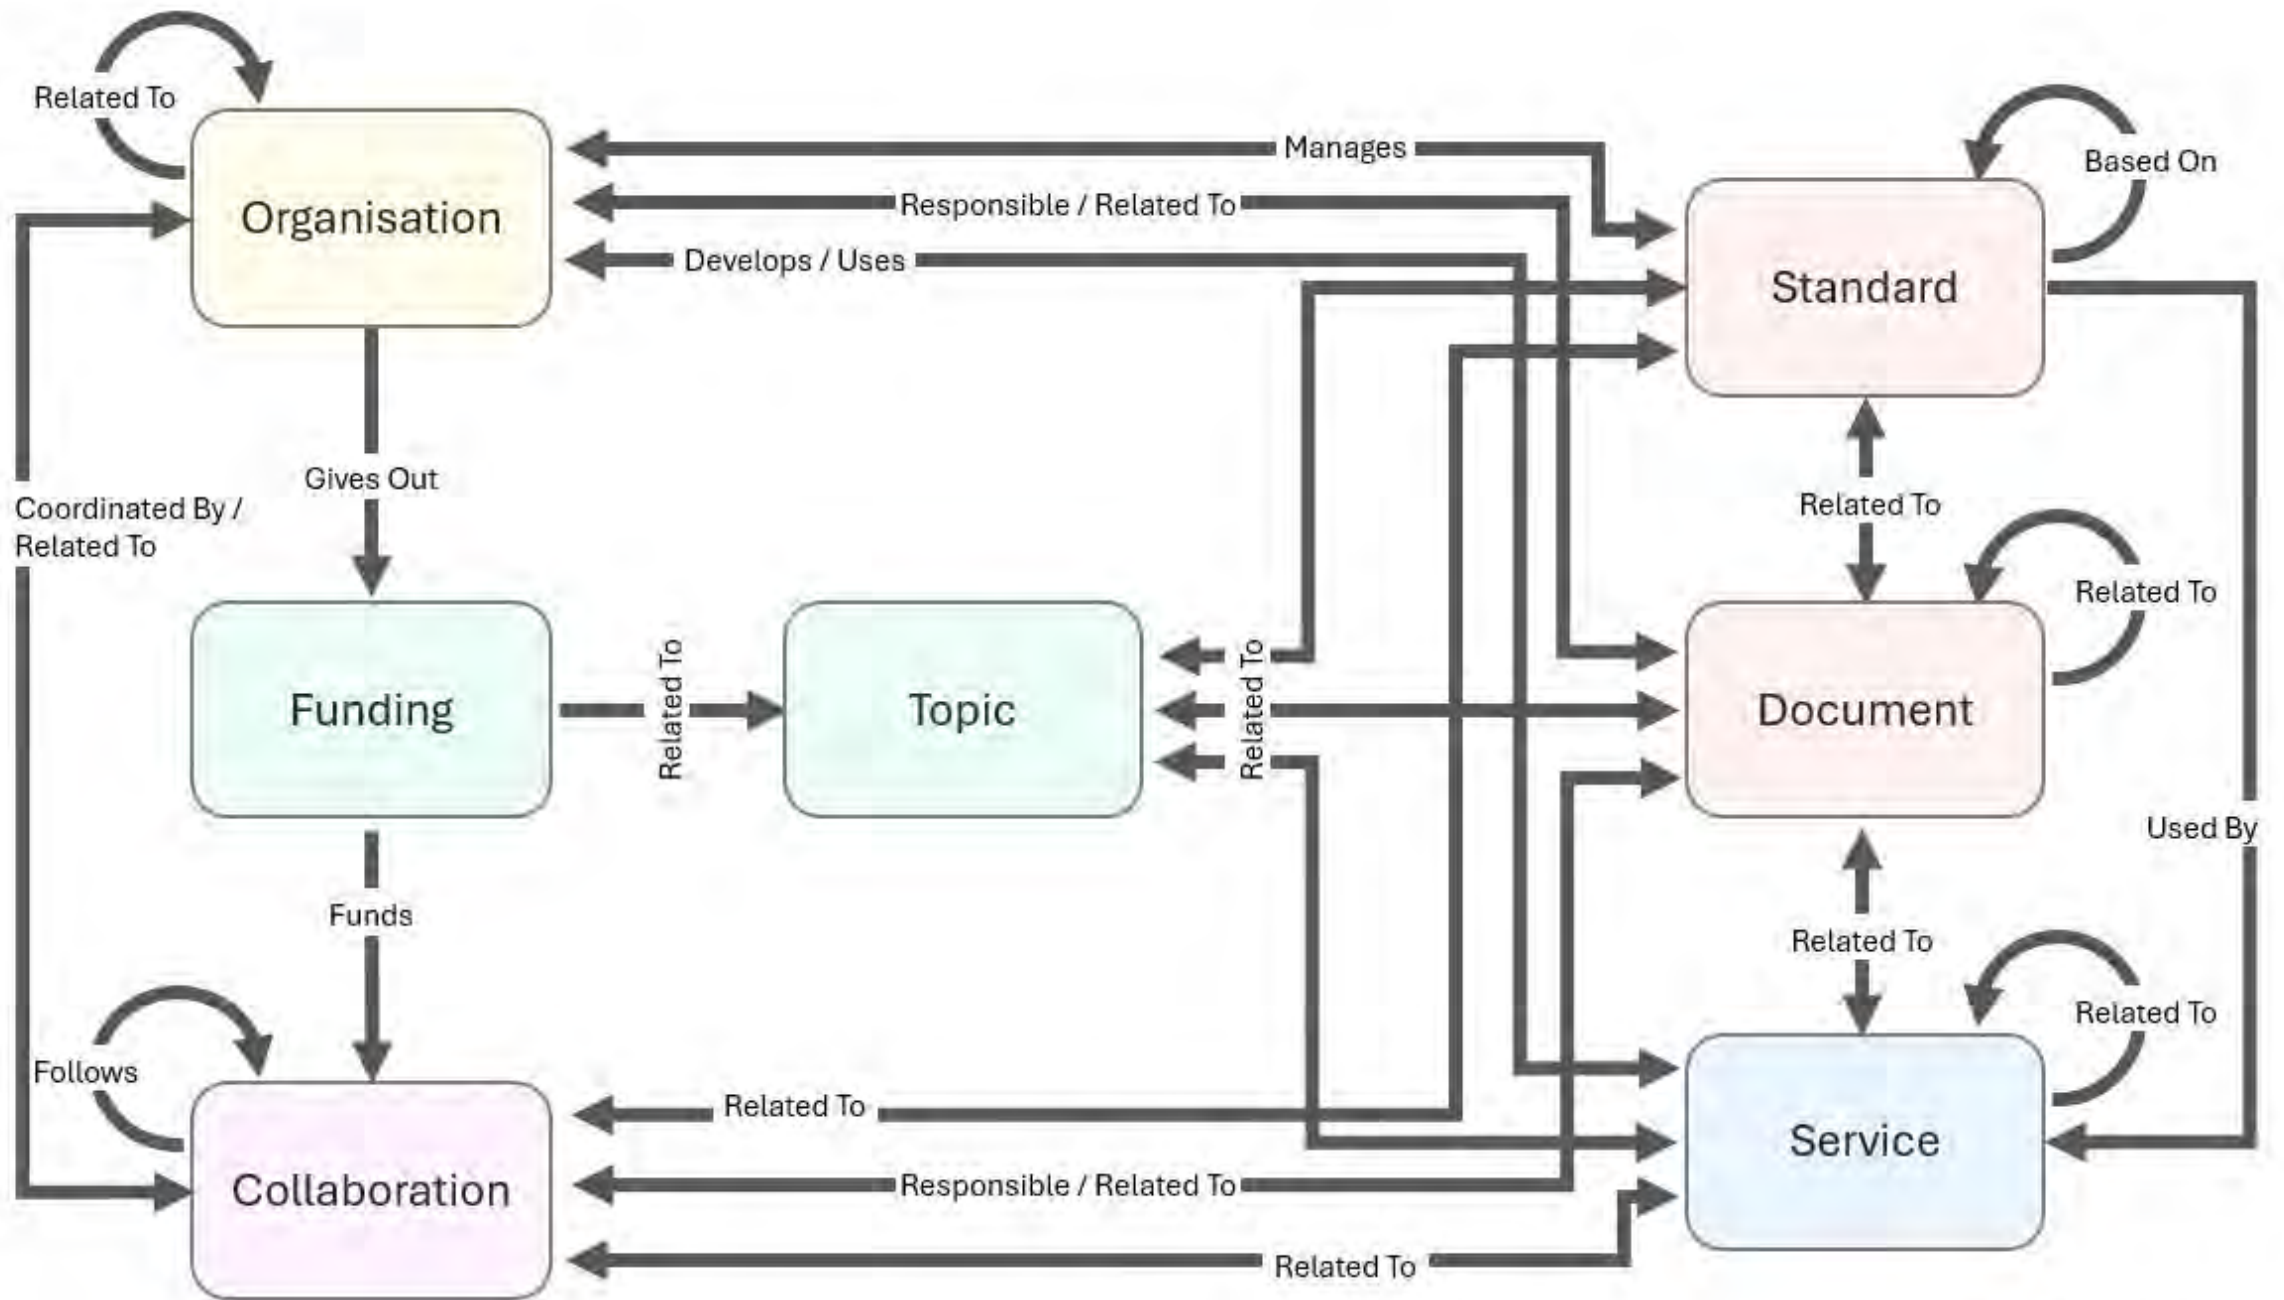 Related To
Organisation
Manages
Responsible / Related To
Develops / Uses
Based On
Standard
Gives Out
Coordinated By /
Related To
Related To
Related To
Funding
Related To
Topic
Related To
Document
Used By
Funds
Related To
Related To
Follows
Related To
Service
Collaboration
Responsible / Related To
Related To